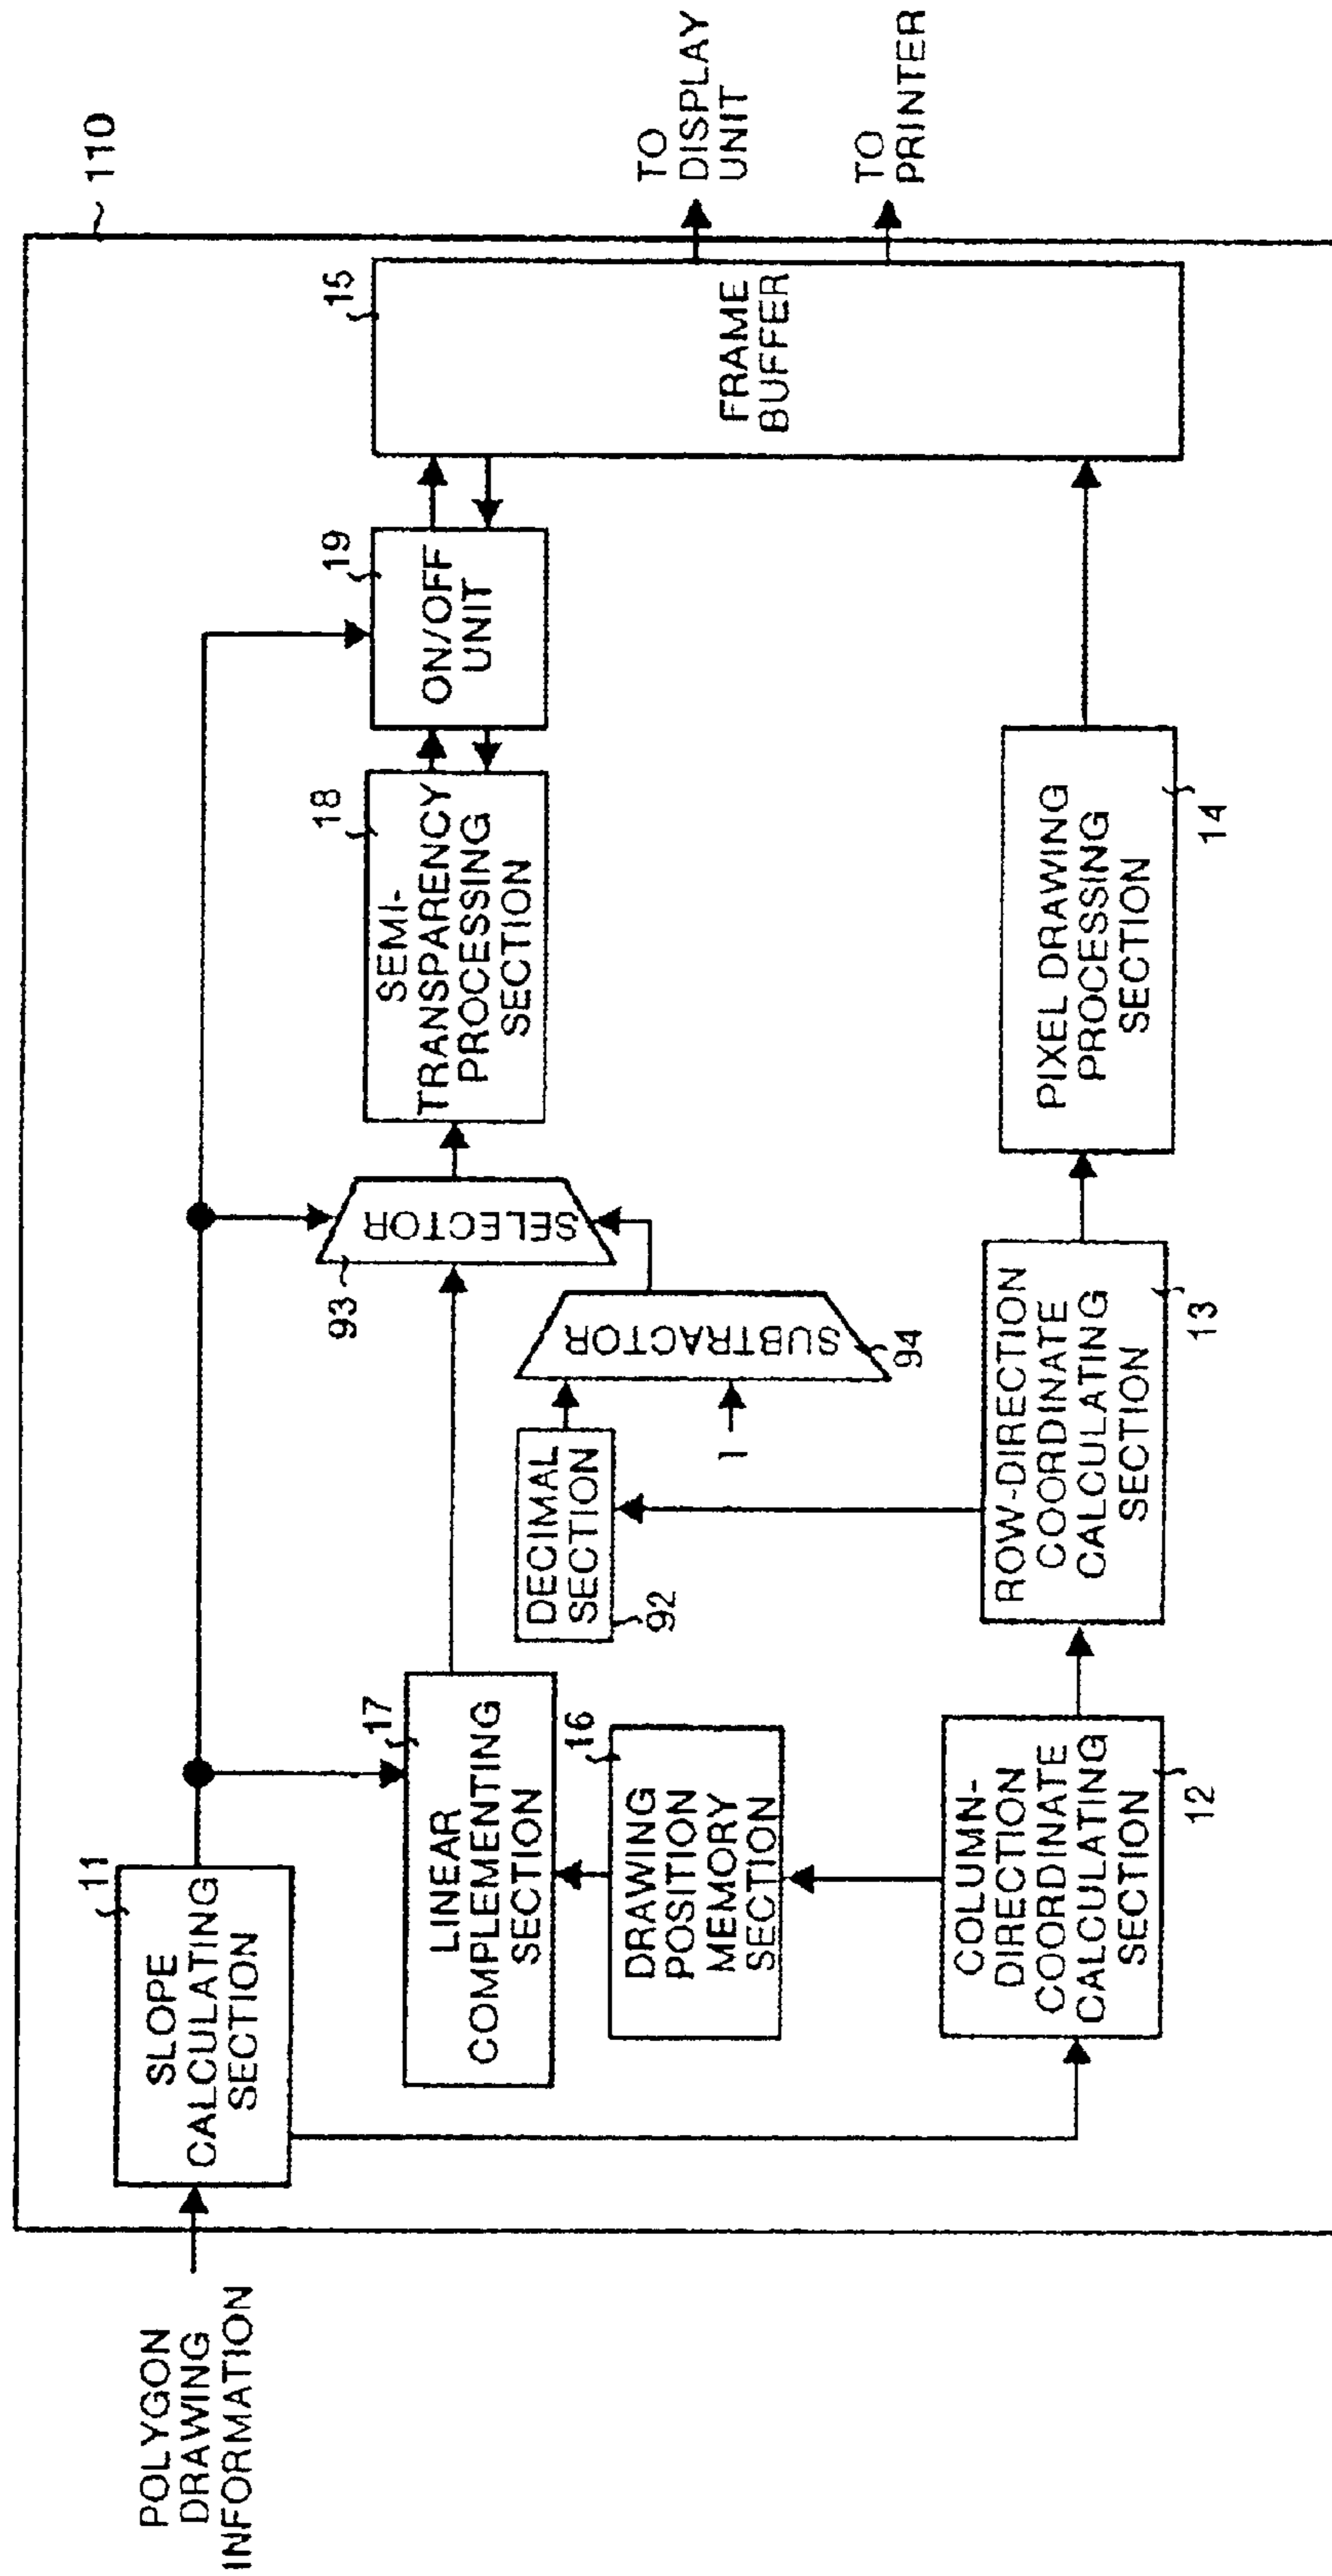 110
POLYGON
DRAWING
INFORMATION
11
SLOPE
CALCULATING
SECTION
17
LINEAR
COMPLEMENTING
SECTION
16
DRAWING
POSITION
MEMORY
SECTION
COLUMN-
DIRECTION
COORDINATE
CALCULATING
SECTION
12
DECIMAL
SECTION
92
1
SUBTRACTOR
94
93
SELECTOR
ROW-DIRECTION
COORDINATE
CALCULATING
SECTION
13
18
SEMI-
TRANSPARENCY
PROCESSING
SECTION
PIXEL DRAWING
PROCESSING
SECTION
14
19
ON/OFF
UNIT
15
FRAME
BUFFER
TO
DISPLAY
UNIT
TO
PRINTER